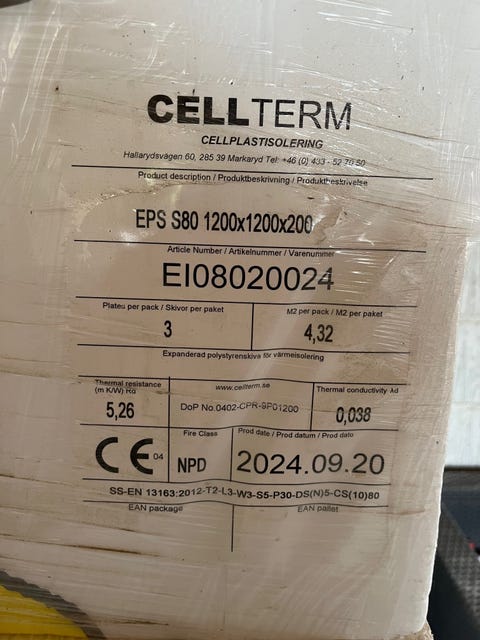 CELLTERM
CELLPLASTISOLERING
Hallarydsvägen 60, 285 39 Markaryd Tel: +46 (0) 433 - 52 70 50
Product description / Produktbeskrivning / Produktbeskrivelse
EPS S80 1200x1200x200
Article Number / Artikelnummer / Varenummer
EI08020024
Plateu per pack / Skivor per paket
M2 per pack / M2 per paket
3
4,32
Expanderad polystyrenskiva för värmeisolering
Thermal resistance
(m K/W) Rd
www.cellterm.se
Thermal conductivity λd
5,26
DoP No.0402-CPR-9P01200
0,038
CE 04
Fire Class
Prod date / Prod datum / Prod dato
NPD
2024.09.20
SS-EN 13163:2012-T2-L3-W3-S5-P30-DS(N)5-CS(10)80
EAN package
EAN pallet